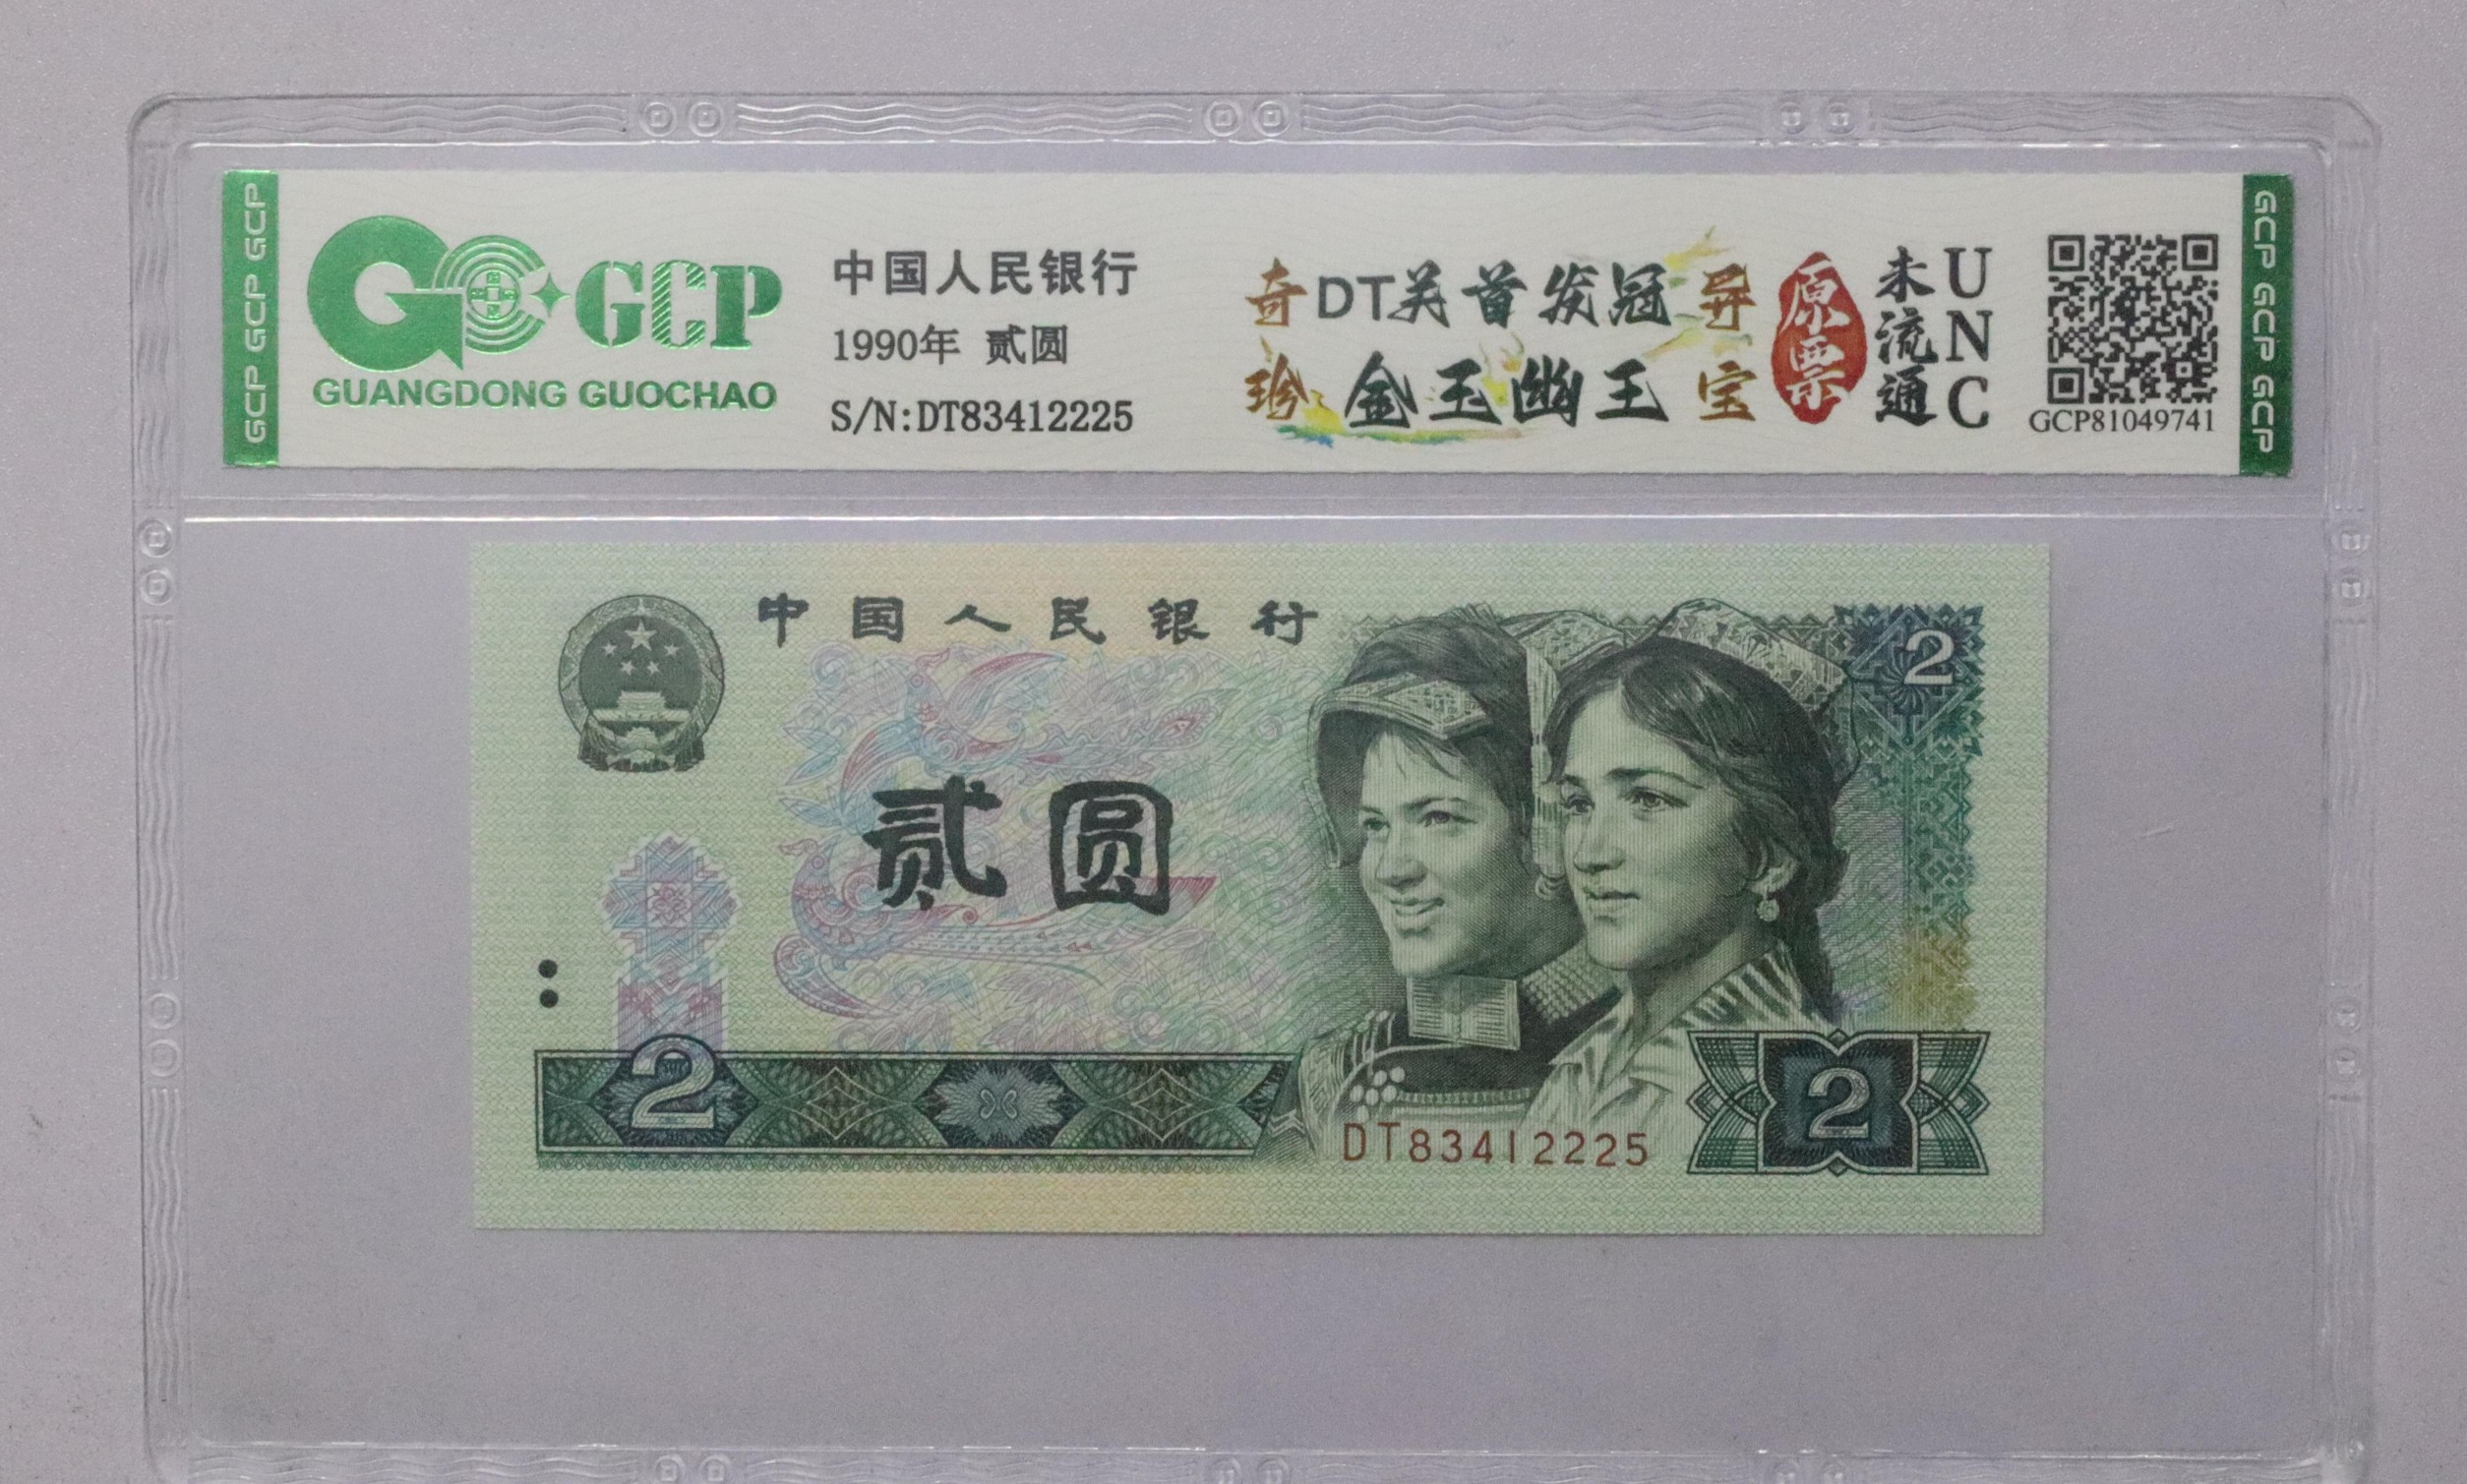 GCP GCP GCP
GCP
GUANGDONG GUOCHAO
中国人民银行
1990年 贰圆
S/N:DT83412225
奇珍
DT关首发冠
金玉幽王
异宝
原票
未流通
UNC
GCP81049741
GCP GCP GCP
中国人民银行
2
贰圆
2
DT83412225
2